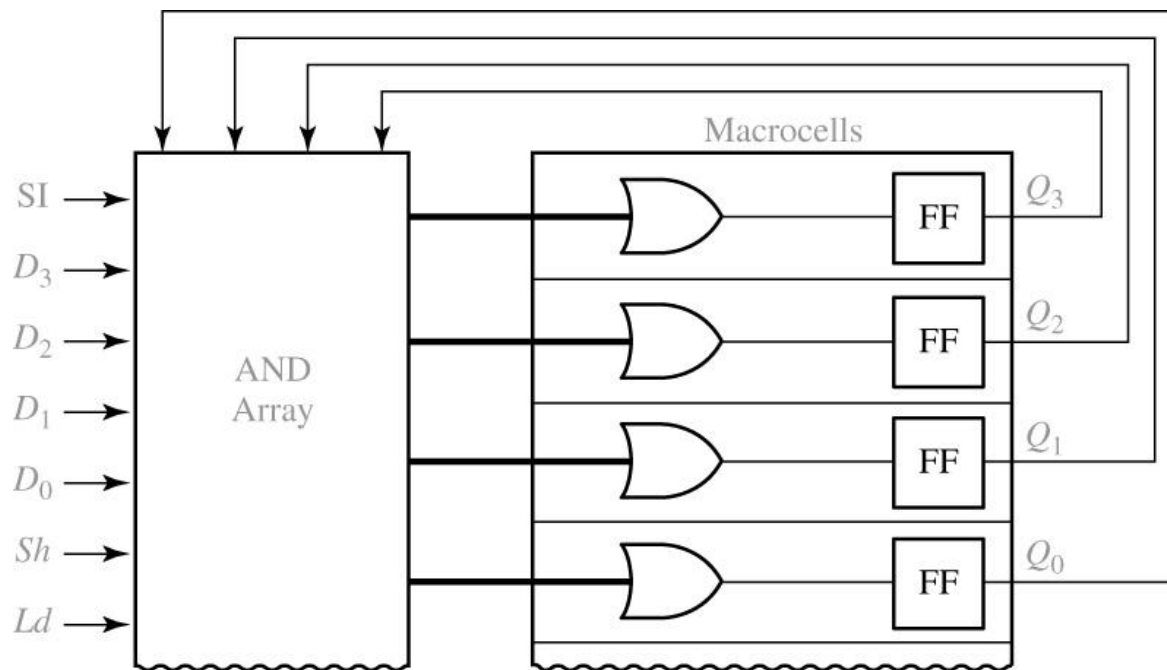 Macrocells
SI
D₃
D₂
D₁
D₀
Sh
Ld
AND
Array
FF
Q₃
FF
Q₂
FF
Q₁
FF
Q₀